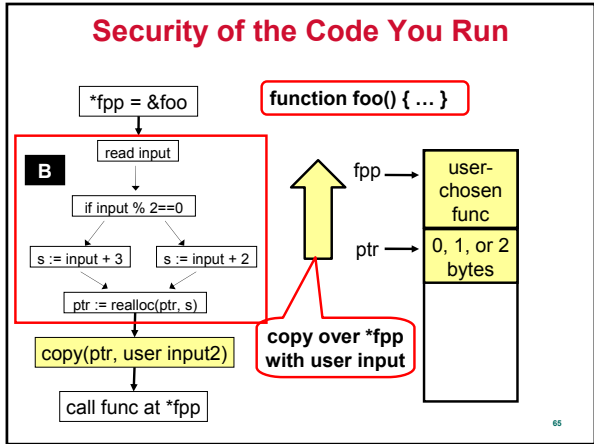 Security of the Code You Run
*fpp = &foo
function foo() { … }
B
read input
if input % 2==0
s := input + 3
s := input + 2
ptr := realloc(ptr, s)
copy(ptr, user input2)
call func at *fpp
copy over *fpp
with user input
fpp
user-
chosen
func
ptr
0, 1, or 2
bytes
65